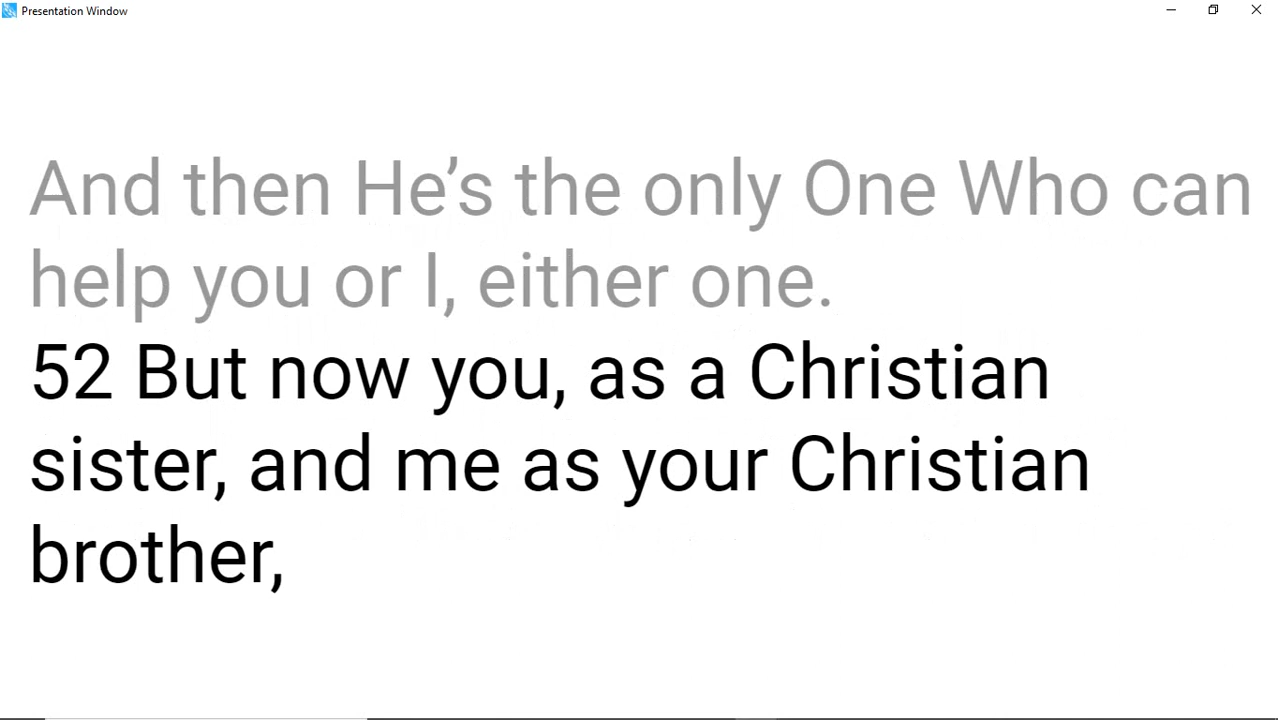 Presentation Window
And then He’s the only One Who can
help you or I, either one.
52 But now you, as a Christian
sister, and me as your Christian
brother,